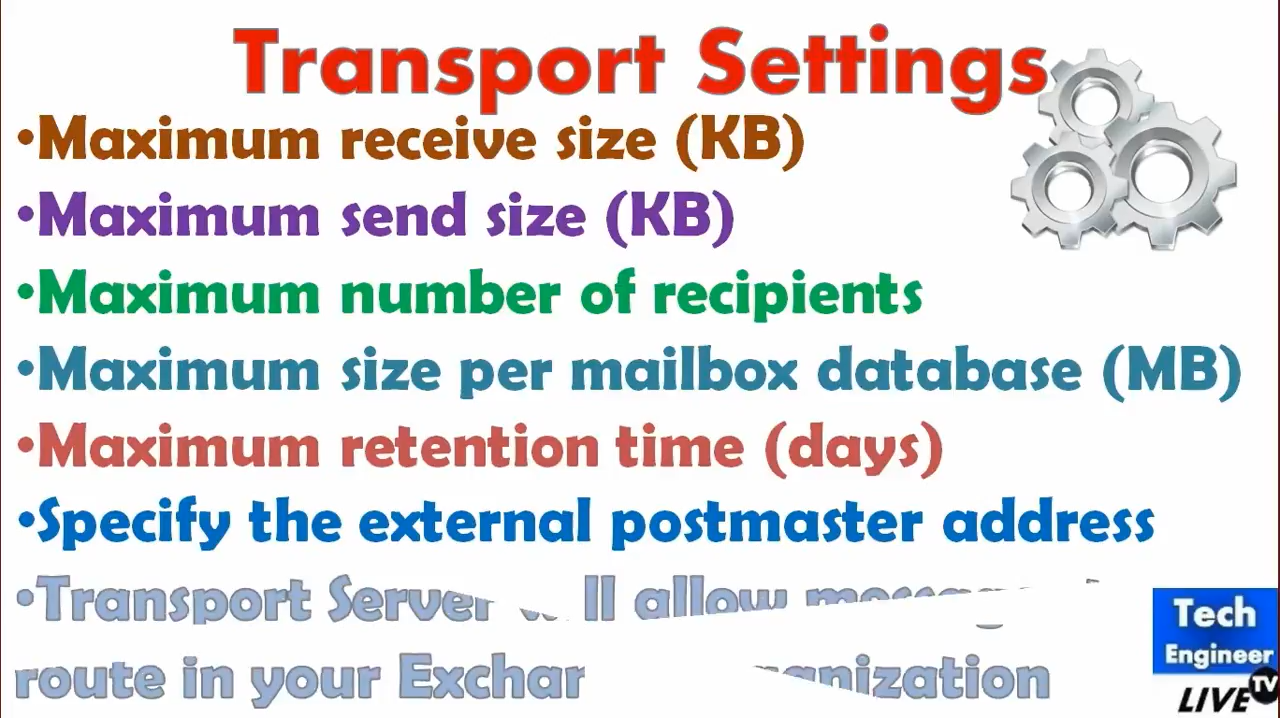 Transport Settings
•Maximum receive size (KB)
•Maximum send size (KB)
•Maximum number of recipients
•Maximum size per mailbox database (MB)
•Maximum retention time (days)
•Specify the external postmaster address
•Transport Server allow
route in your
Tech
Engineer
LIVE TV